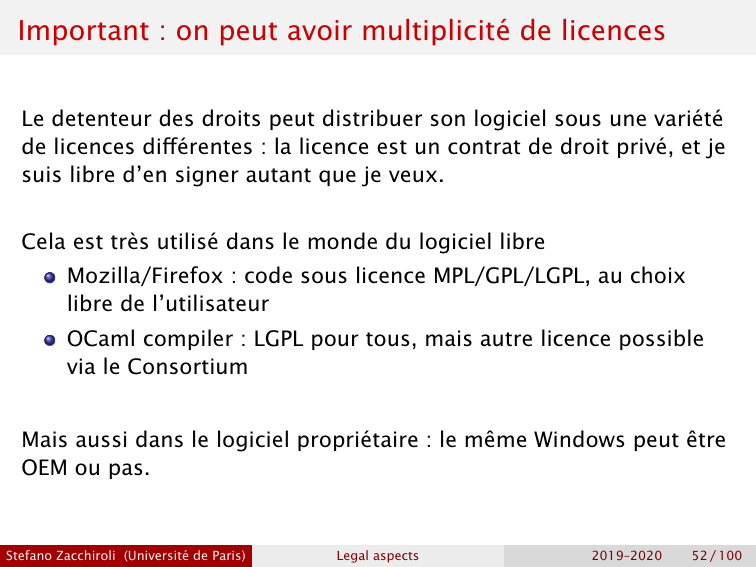 Important : on peut avoir multiplicité de licences
Le detenteur des droits peut distribuer son logiciel sous une variété
de licences différentes : la licence est un contrat de droit privé, et je
suis libre d’en signer autant que je veux.
Cela est très utilisé dans le monde du logiciel libre
Mozilla/Firefox : code sous licence MPL/GPL/LGPL, au choix
libre de l’utilisateur
OCaml compiler : LGPL pour tous, mais autre licence possible
via le Consortium
Mais aussi dans le logiciel propriétaire : le même Windows peut être
OEM ou pas.
Stefano Zacchiroli (Université de Paris) Legal aspects 2019–2020 52 / 100